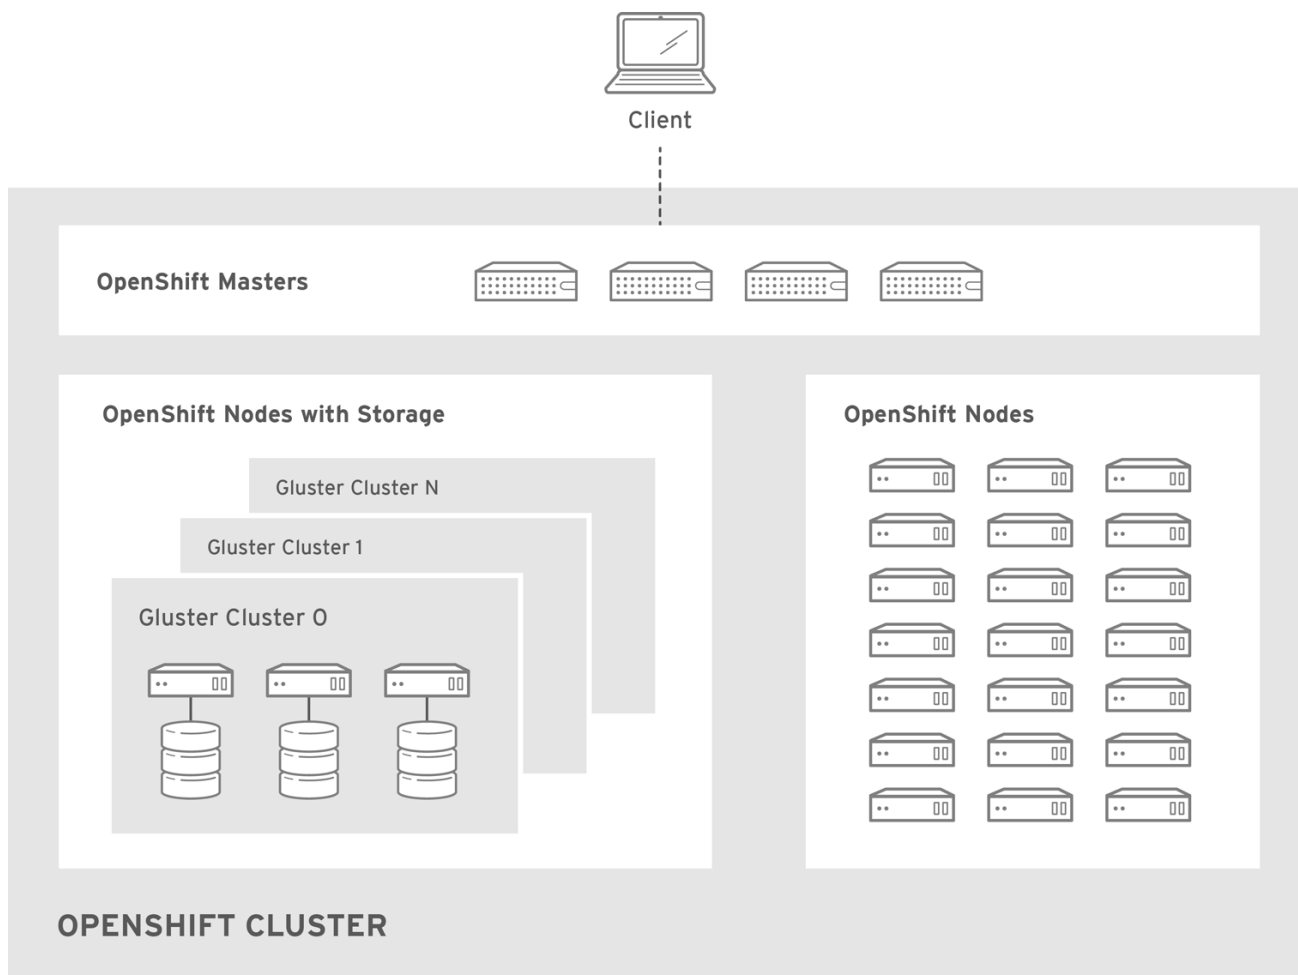 Client
OpenShift Masters
OpenShift Nodes with Storage
Gluster Cluster N
Gluster Cluster 1
Gluster Cluster 0
OpenShift Nodes
OPENSHIFT CLUSTER